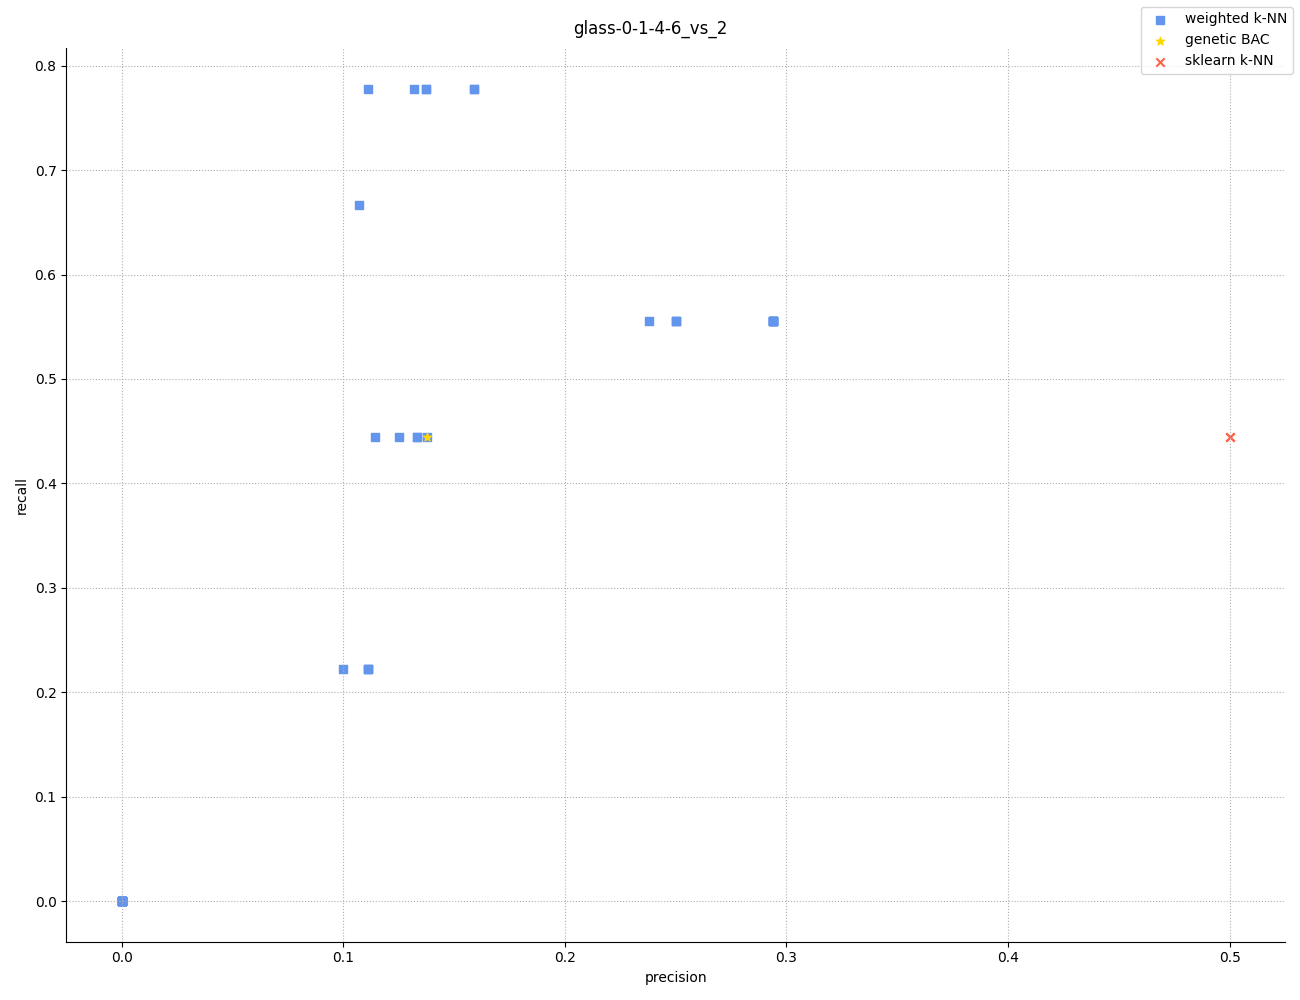 glass-0-1-4-6_vs_2
weighted k-NN
genetic BAC
sklearn k-NN
recall
0.8
0.7
0.6
0.5
0.4
0.3
0.2
0.1
0.0
0.0 0.1 0.2 0.3 0.4 0.5
precision